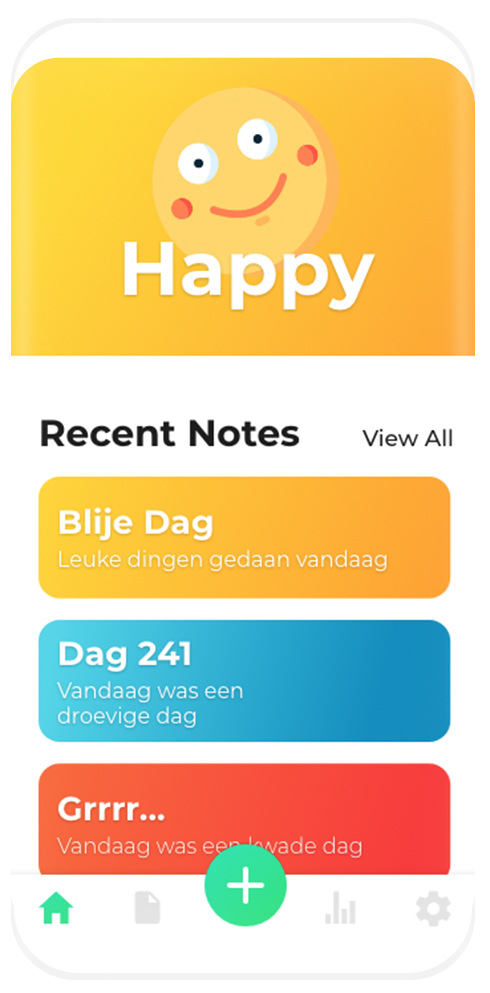 Happy
Recent Notes
View All
Blije Dag
Leuke dingen gedaan vandaag
Dag 241
Vandaag was een
droevige dag
Grrrr...
Vandaag was een kwade dag